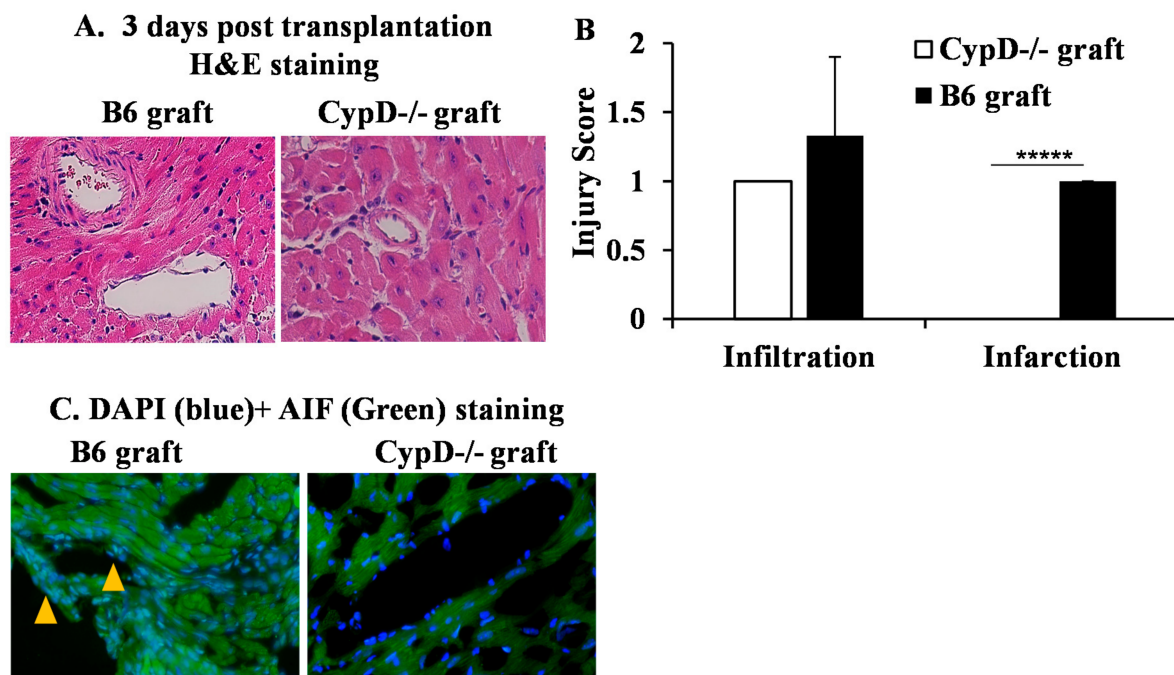 A. 3 days post transplantation
H&E staining
B6 graft CypD-/- graft
B
Injury Score
2
1.5
1
0.5
0
CypD-/- graft
B6 graft
*****
Infiltration Infarction
C. DAPI (blue)+ AIF (Green) staining
B6 graft CypD-/- graft